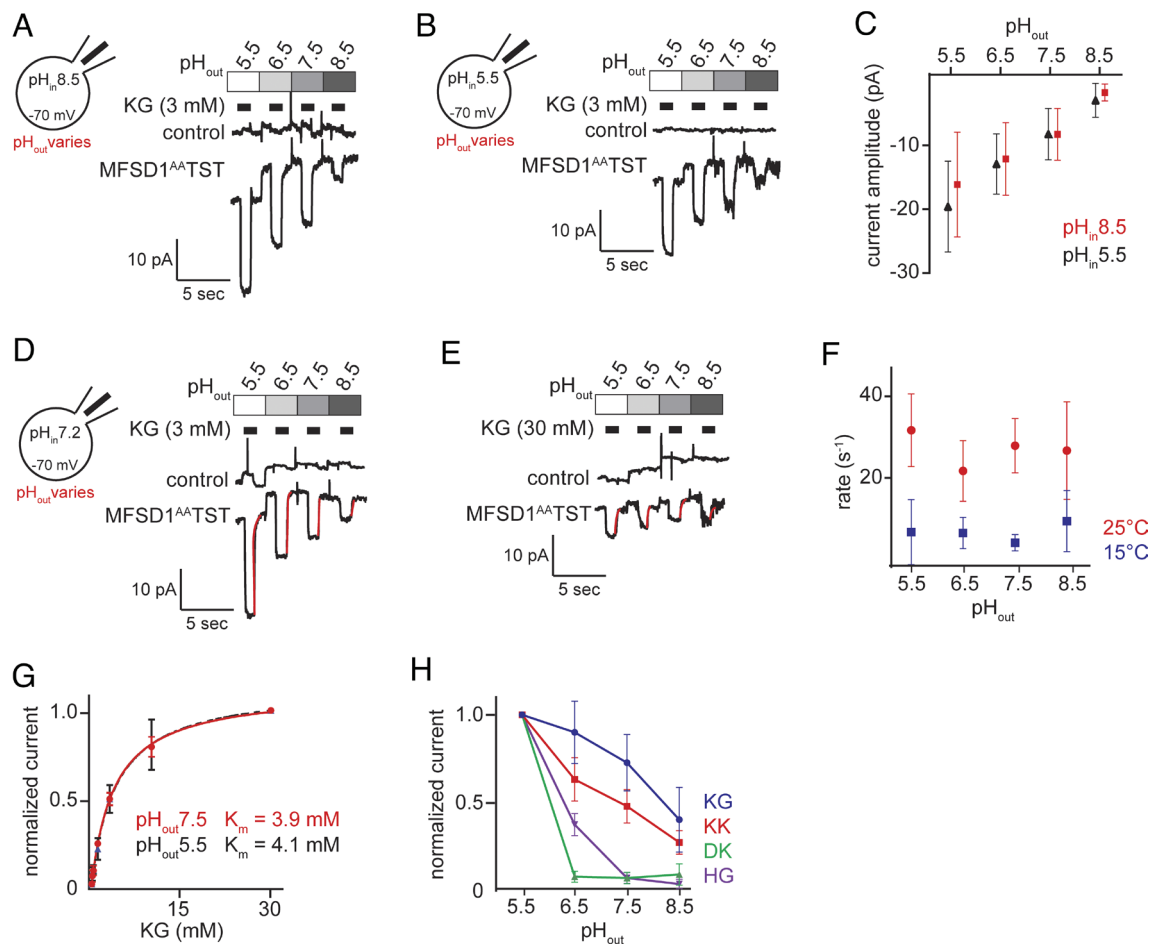 A
pHin8.5
-70 mV
pHoutvaries
pHout
5.5 6.5 7.5 8.5
KG (3 mM)
control
MFSD1AATST
10 pA
5 sec
B
pHin5.5
-70 mV
pHoutvaries
pHout
5.5 6.5 7.5 8.5
KG (3 mM)
control
MFSD1AATST
10 pA
5 sec
C
pHout
5.5 6.5 7.5 8.5
current amplitude (pA)
-10
-20
-30
pHin8.5
pHin5.5
D
pHin7.2
-70 mV
pHoutvaries
pHout
5.5 6.5 7.5 8.5
KG (3 mM)
control
MFSD1AATST
10 pA
5 sec
E
pHout
5.5 6.5 7.5 8.5
KG (30 mM)
control
MFSD1AATST
10 pA
5 sec
F
rate (s-1)
40
20
25°C
15°C
5.5 6.5 7.5 8.5
pHout
G
normalized current
1.0
0.5
0
pHout7.5 Km = 3.9 mM
pHout5.5 Km = 4.1 mM
15 30
KG (mM)
H
normalized current
1.0
0.5
0
KG
KK
DK
HG
5.5 6.5 7.5 8.5
pHout